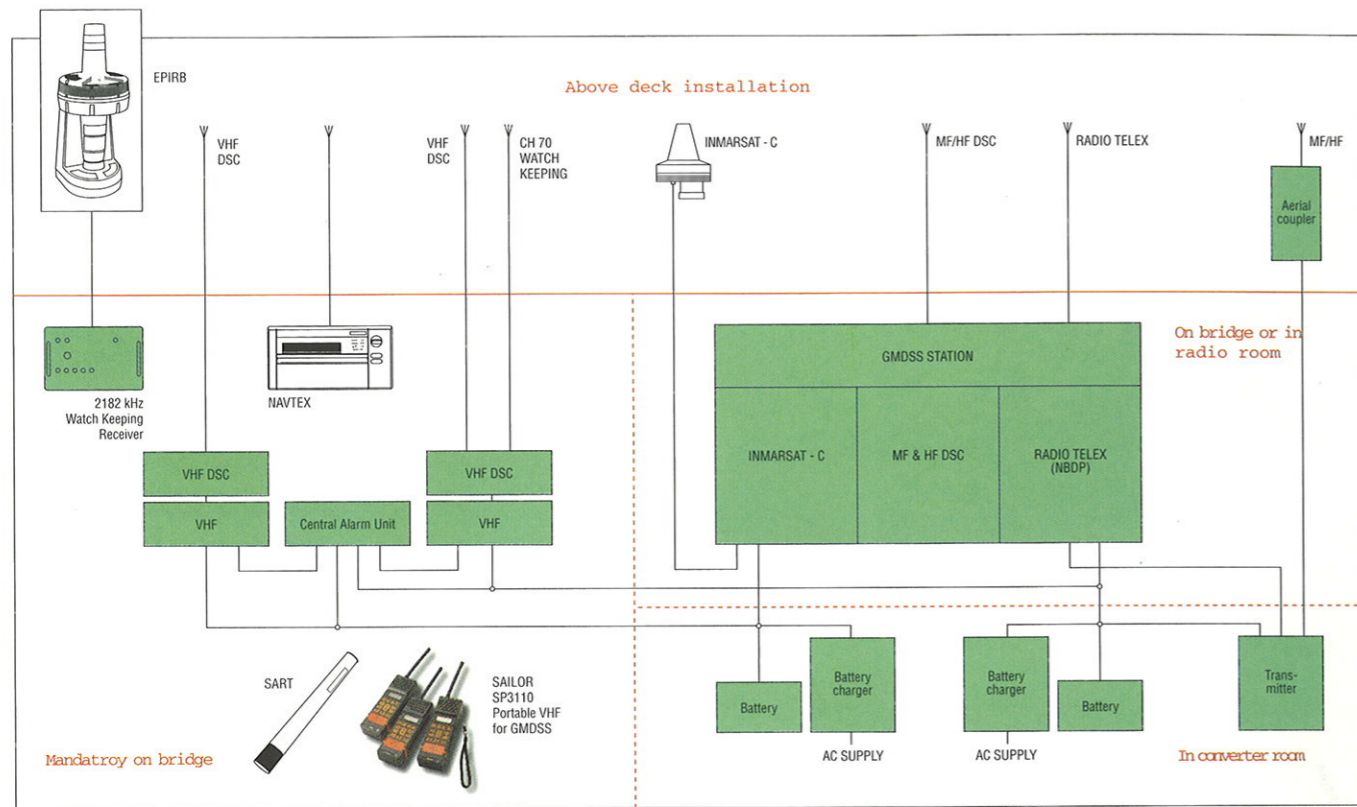 EPIRB
Above deck installation
VHF
DSC
VHF
DSC
CH 70
WATCH
KEEPING
INMARSAT - C
MF/HF DSC
RADIO TELEX
MF/HF
Aerial
coupler
On bridge or in
radio room
2182 kHz
Watch Keeping
Receiver
NAVTEX
GMDSS STATION
INMARSAT - C
MF & HF DSC
RADIO TELEX
(NBDP)
VHF DSC
VHF
Central Alarm Unit
VHF DSC
VHF
SART
SAILOR
SP3110
Portable VHF
for GMDSS
Battery
Battery
charger
AC SUPPLY
Battery
charger
AC SUPPLY
Battery
Trans-
mitter
Mandatroy on bridge
In converter room